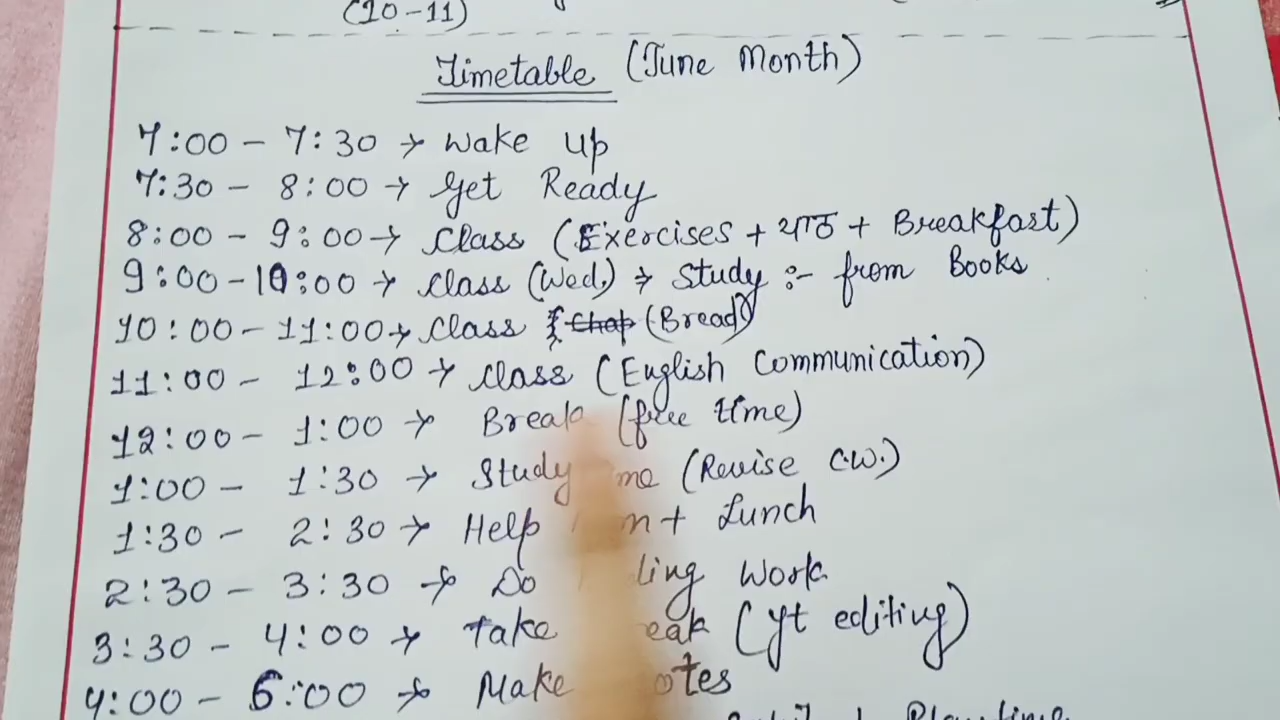 (10-11)
Timetable (June Month)
7:00 - 7:30 → Wake up
7:30 - 8:00 → Get Ready
8:00 - 9:00 → Class (Exercises + पाठ + Breakfast)
9:00 - 10:00 → Class (Wed.) → Study :- from Books
10:00 - 11:00 → Class (Bread)
11:00 - 12:00 → Class (English Communication)
12:00 - 1:00 → Break (free time)
1:00 - 1:30 → Study (Revise C.W.)
1:30 - 2:30 → Help + Lunch
2:30 - 3:30 → Do Work
3:30 - 4:00 → Take (yt editing)
4:00 - 6:00 → Make